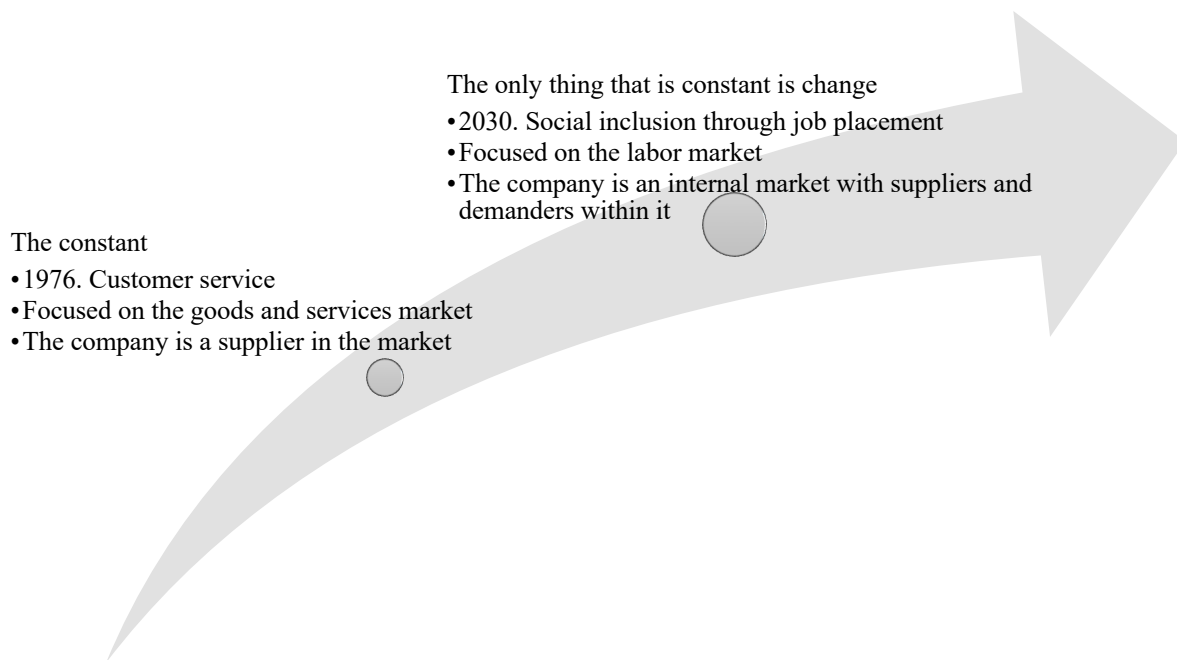 The only thing that is constant is change
•2030. Social inclusion through job placement
•Focused on the labor market
•The company is an internal market with suppliers and
demanders within it
The constant
•1976. Customer service
•Focused on the goods and services market
•The company is a supplier in the market